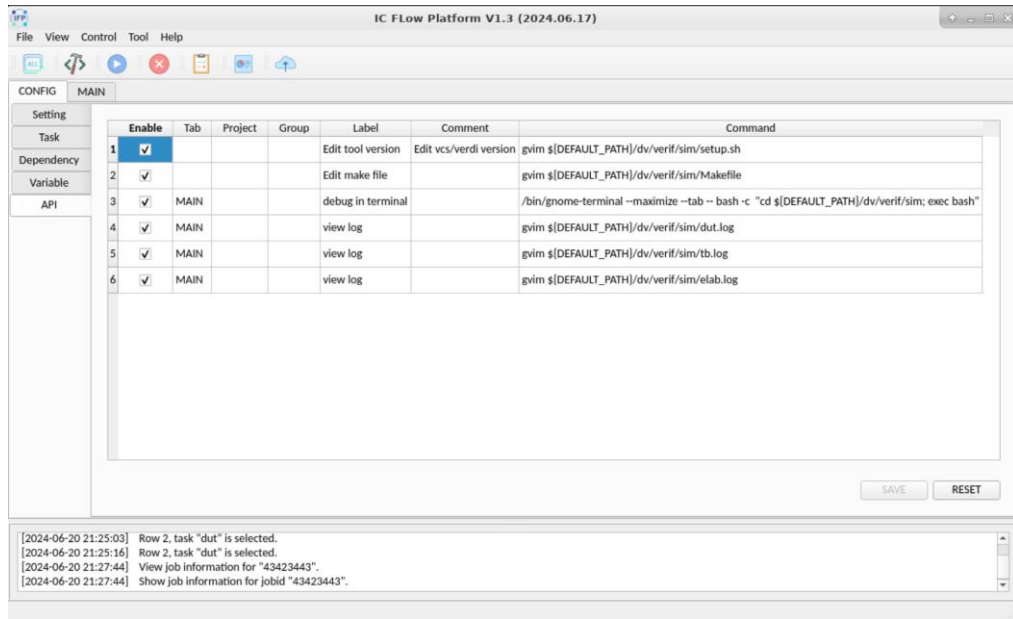 IFP IC FLow Platform V1.3 (2024.06.17)
File View Control Tool Help
ALL
CONFIG MAIN
Setting
Task
Dependency
Variable
API
Enable Tab Project Group Label Comment Command
1 Edit tool version Edit vcs/verdi version gvim ${DEFAULT_PATH}/dv/verif/sim/setup.sh
2 Edit make file gvim ${DEFAULT_PATH}/dv/verif/sim/Makefile
3 MAIN debug in terminal /bin/gnome-terminal --maximize --tab -- bash -c "cd ${DEFAULT_PATH}/dv/verif/sim; exec bash"
4 MAIN view log gvim ${DEFAULT_PATH}/dv/verif/sim/dut.log
5 MAIN view log gvim ${DEFAULT_PATH}/dv/verif/sim/tb.log
6 MAIN view log gvim ${DEFAULT_PATH}/dv/verif/sim/elab.log
SAVE RESET
[2024-06-20 21:25:03] Row 2, task "dut" is selected.
[2024-06-20 21:25:16] Row 2, task "dut" is selected.
[2024-06-20 21:27:44] View job information for "43423443".
[2024-06-20 21:27:44] Show job information for jobid "43423443".